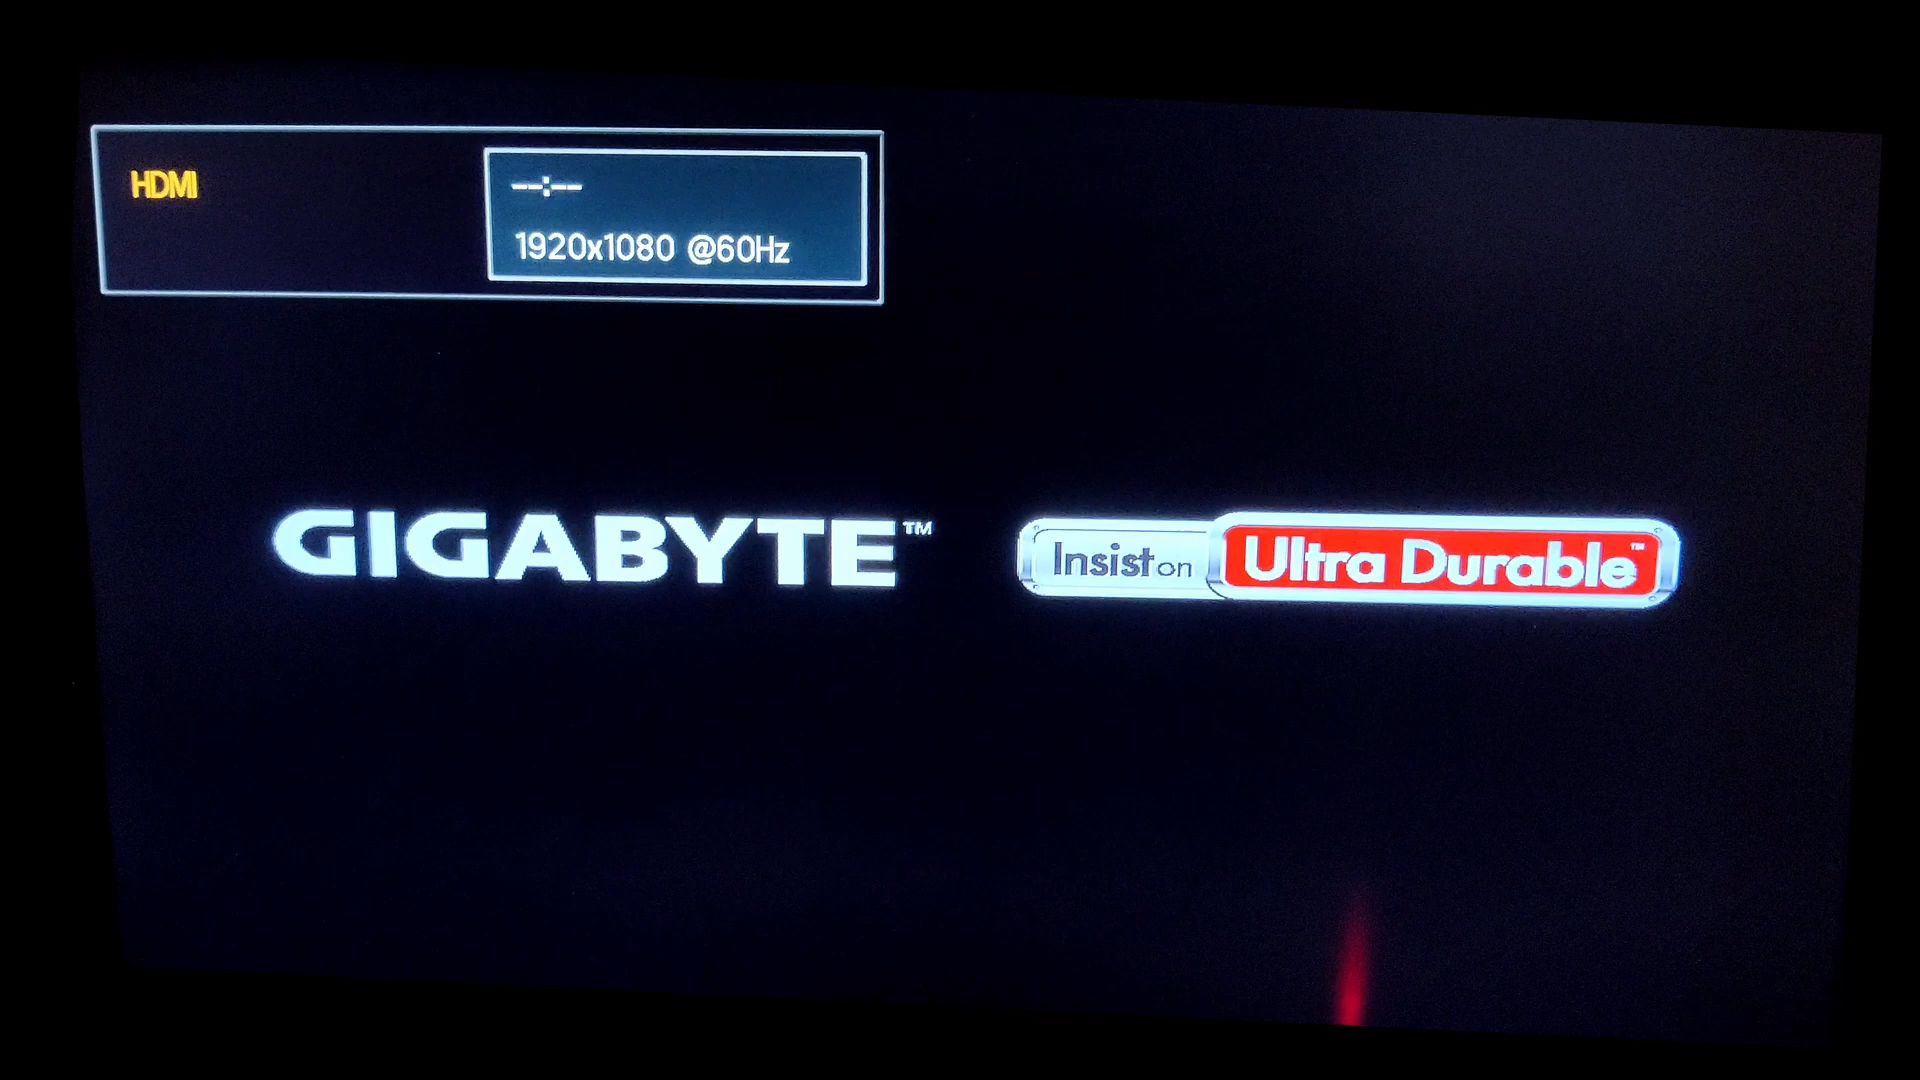 HDMI
--:--
1920x1080 @60Hz
GIGABYTE™
Insist on Ultra Durable™